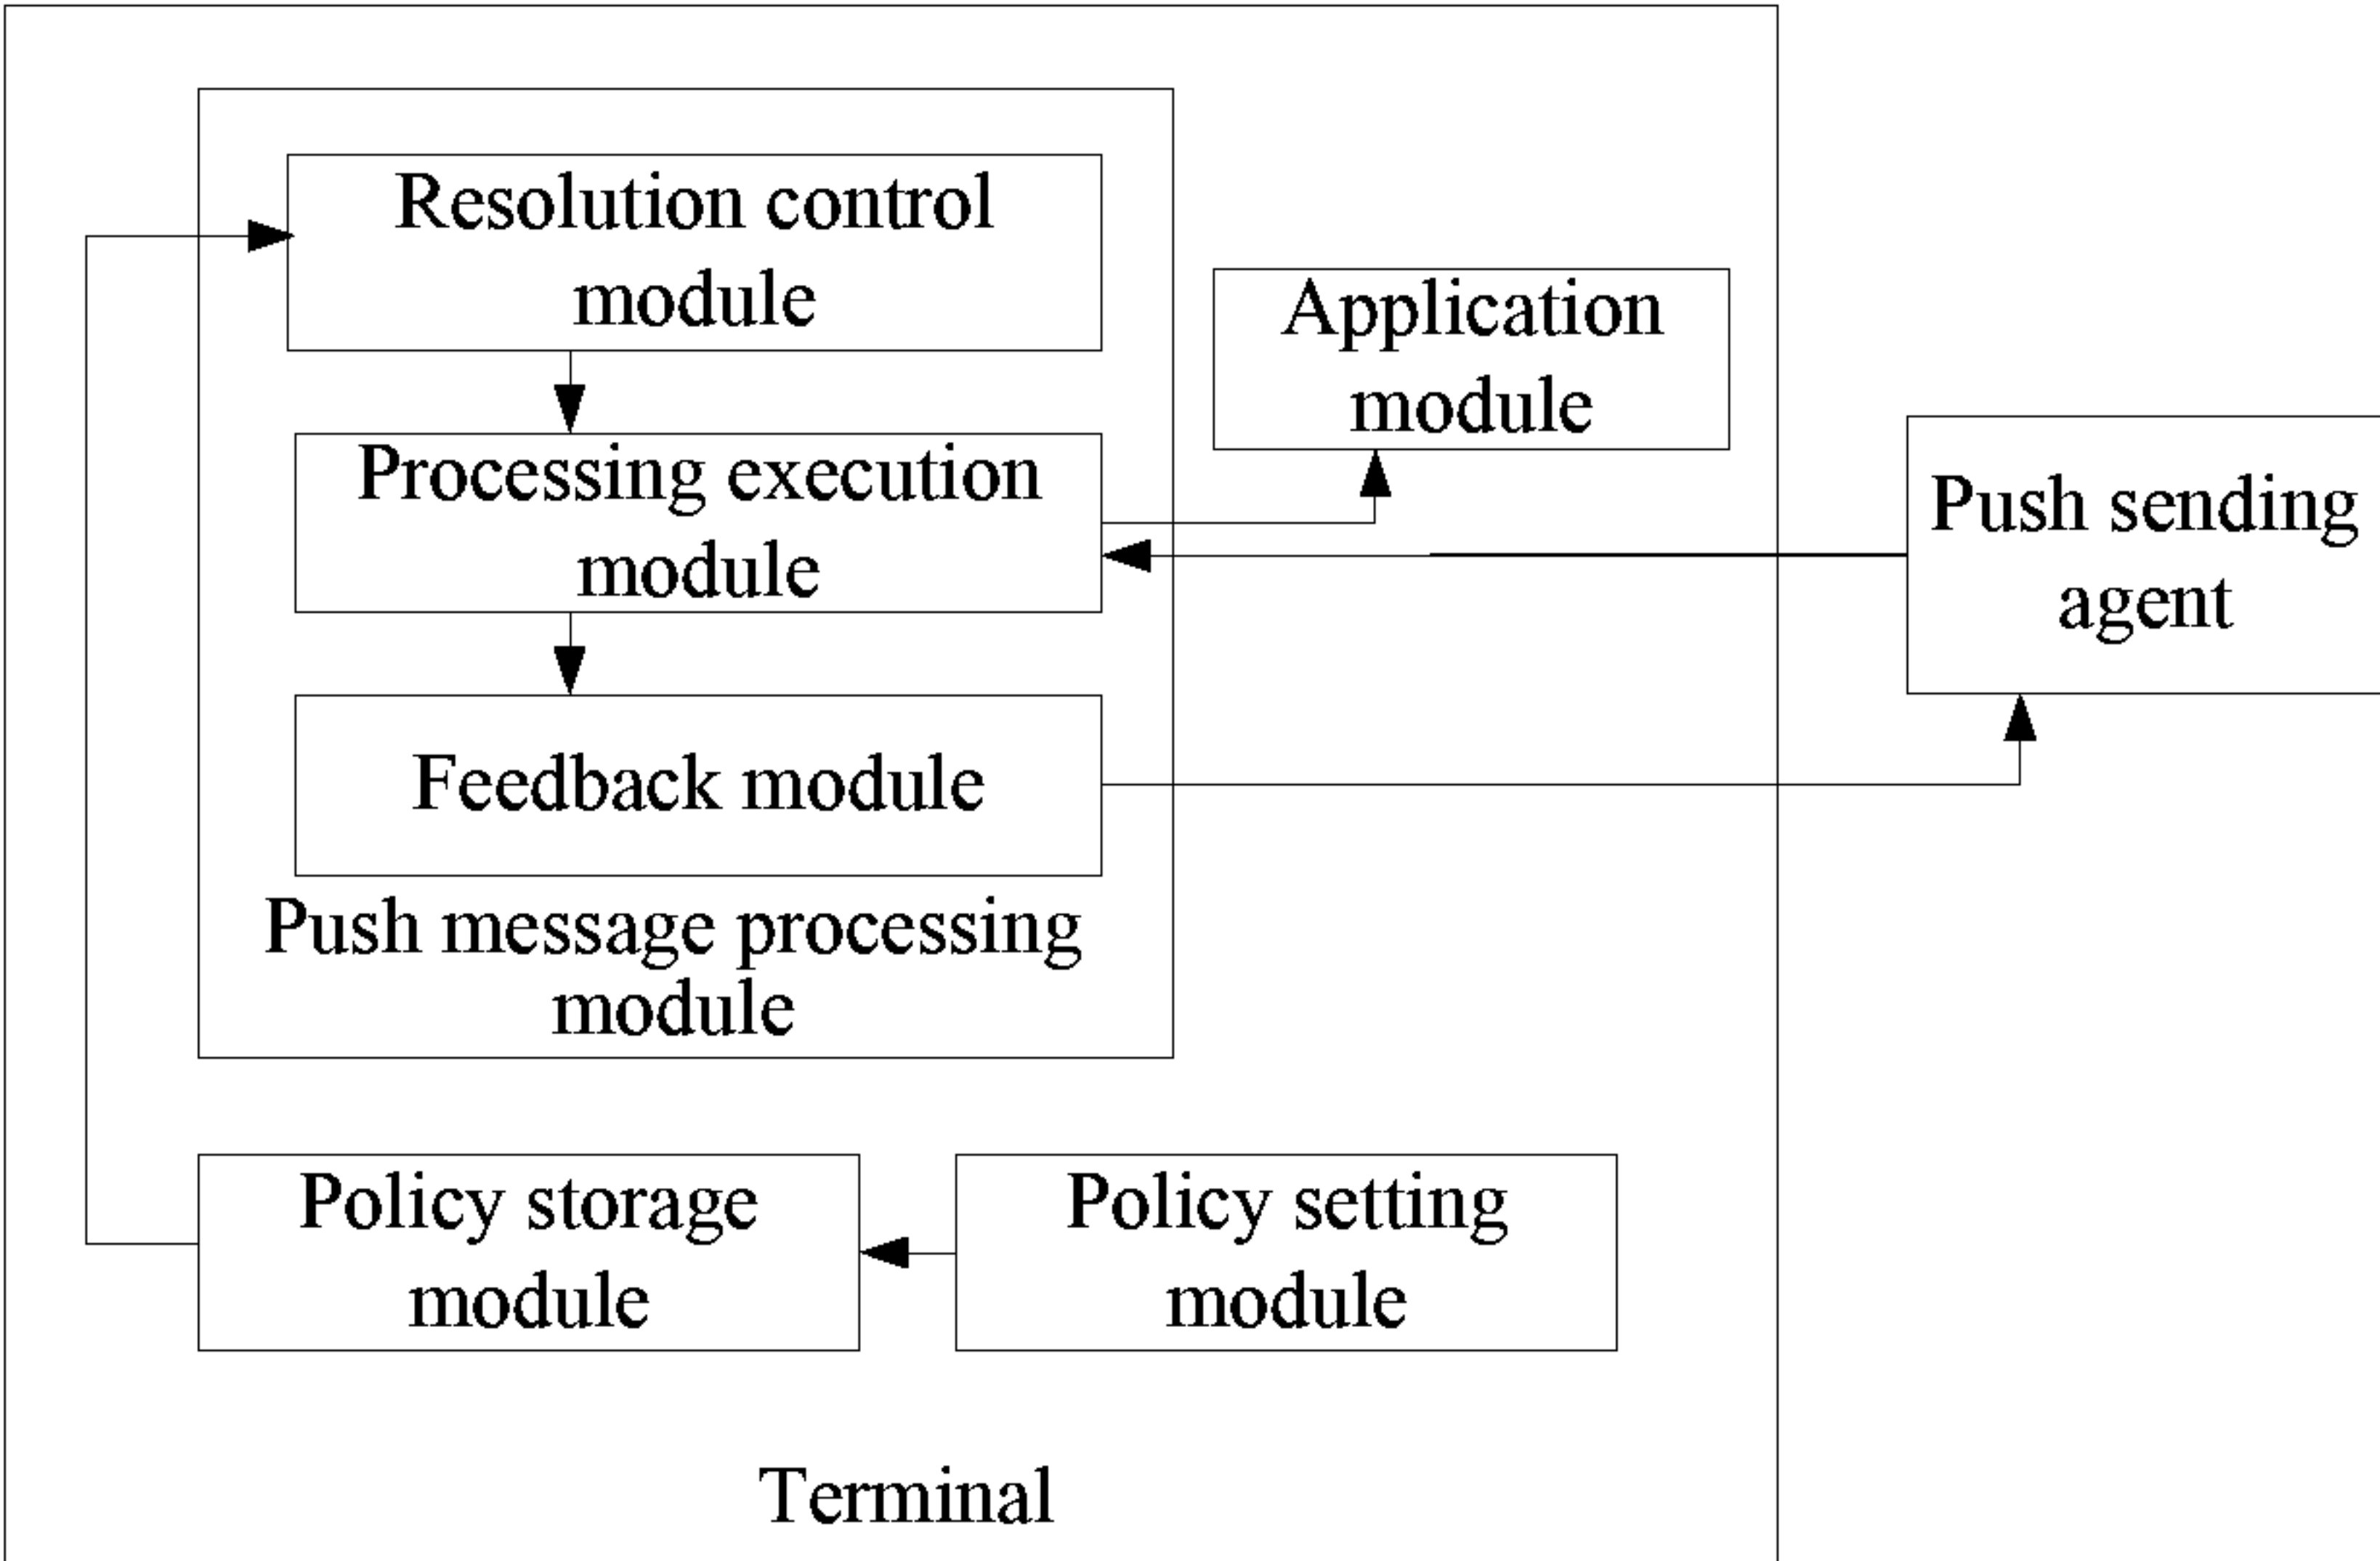 Resolution control
module
Application
module
Processing execution
module
Push sending
agent
Feedback module
Push message processing
module
Policy storage
module
Policy setting
module
Terminal